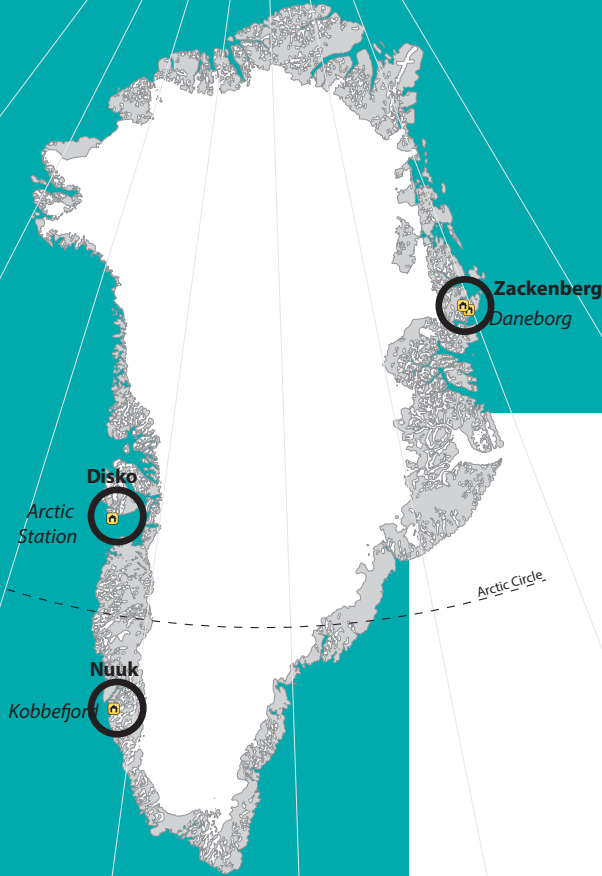 Zackenberg
Daneborg
Disko
Arctic
Station
Arctic Circle
Nuuk
Kobbefjord